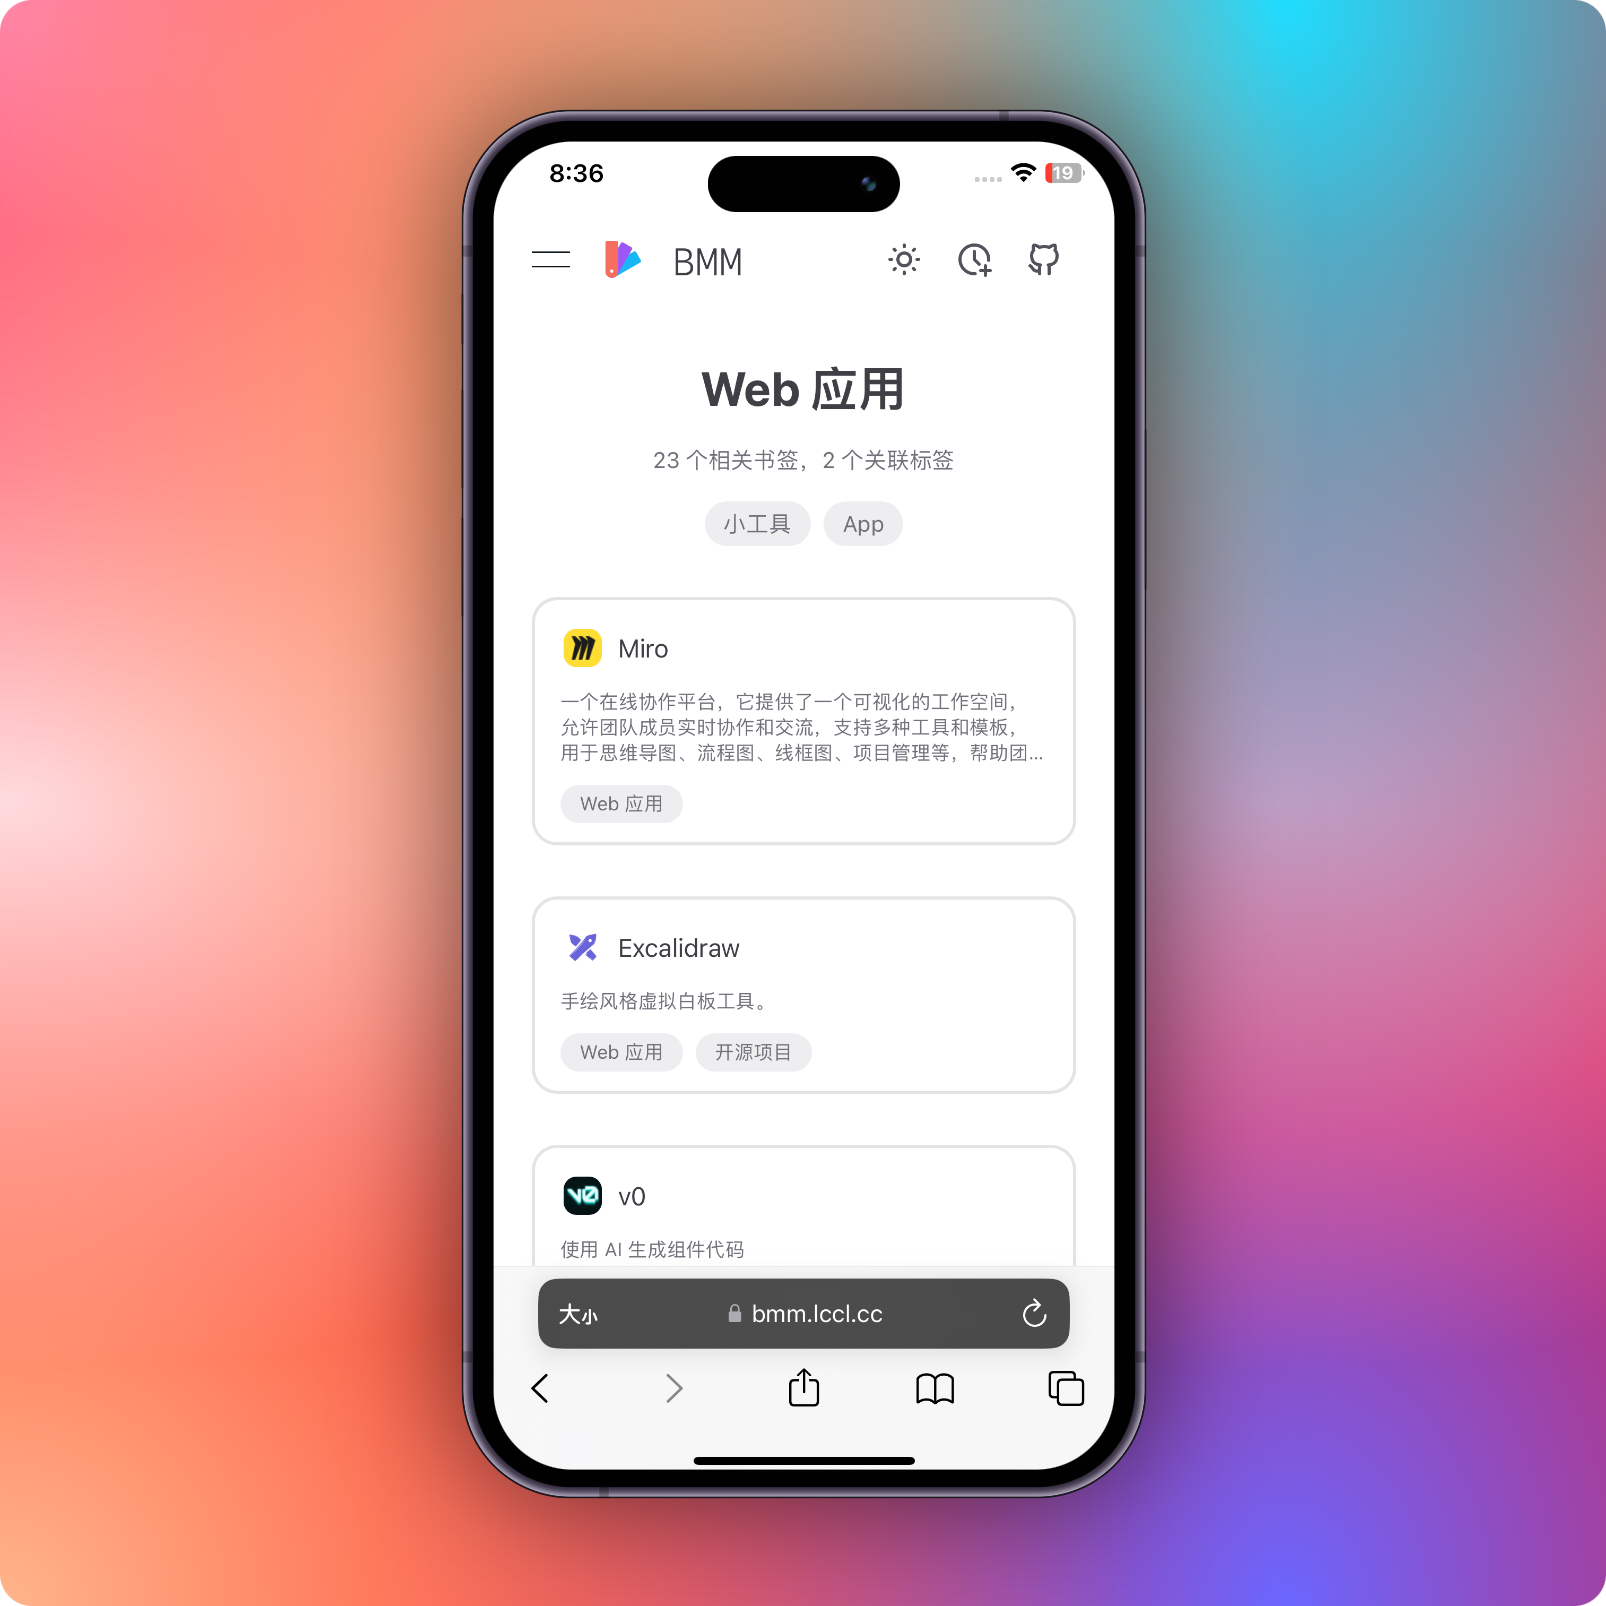 8:36
19
BMM
Web 应用
23 个相关书签，2 个关联标签
小工具 App
Miro
一个在线协作平台，它提供了一个可视化的工作空间，
允许团队成员实时协作和交流，支持多种工具和模板，
用于思维导图、流程图、线框图、项目管理等，帮助团...
Web 应用
Excalidraw
手绘风格虚拟白板工具。
Web 应用 开源项目
v0
v0
使用 AI 生成组件代码
大小 bmm.lccl.cc